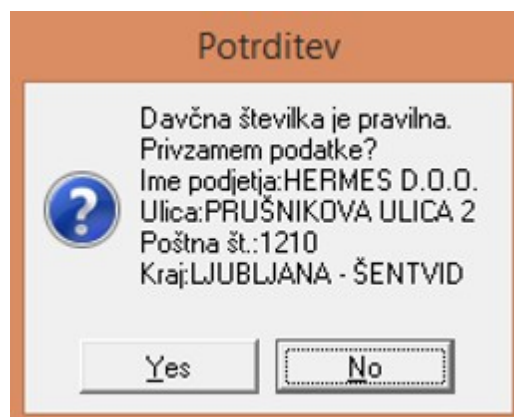 Potrditev
Davčna številka je pravilna.
Privzamem podatke?
Ime podjetja:HERMES D.O.O.
Ulica:PRUŠNIKOVA ULICA 2
Poštna št.:1210
Kraj:LJUBLJANA - ŠENTVID
Yes
No